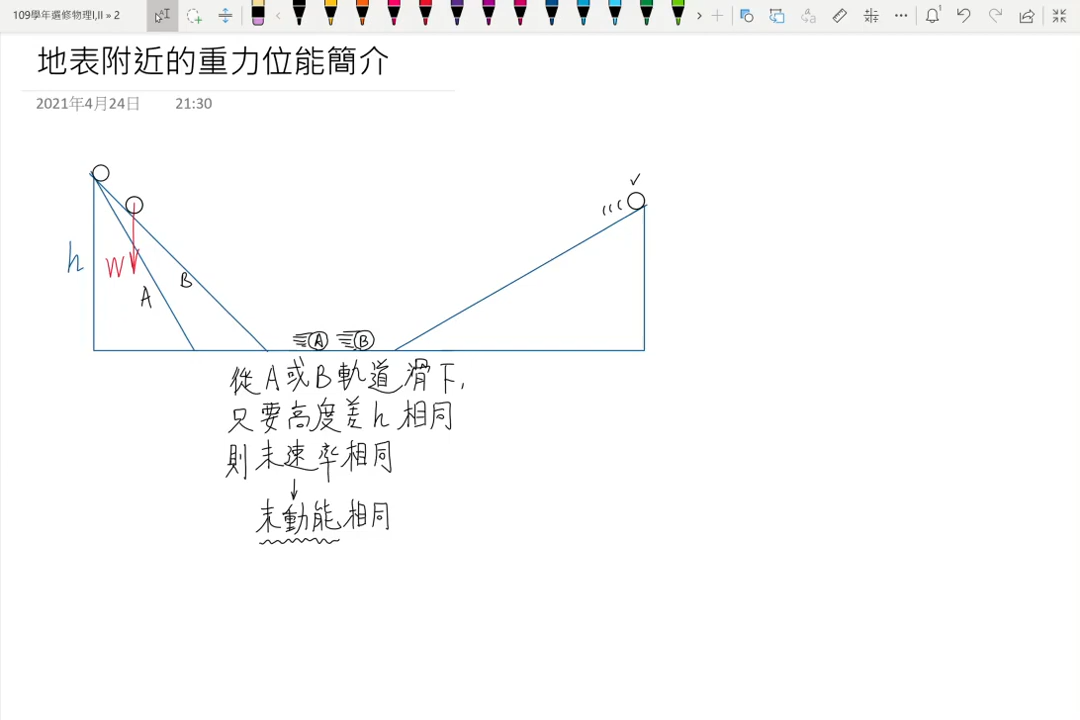 109學年選修物理I,II » 2
地表附近的重力位能簡介
2021年4月24日 21:30
h
W
A
B
A B
從A或B軌道滑下,
只要高度差h相同
則末速率相同
↓
末動能相同